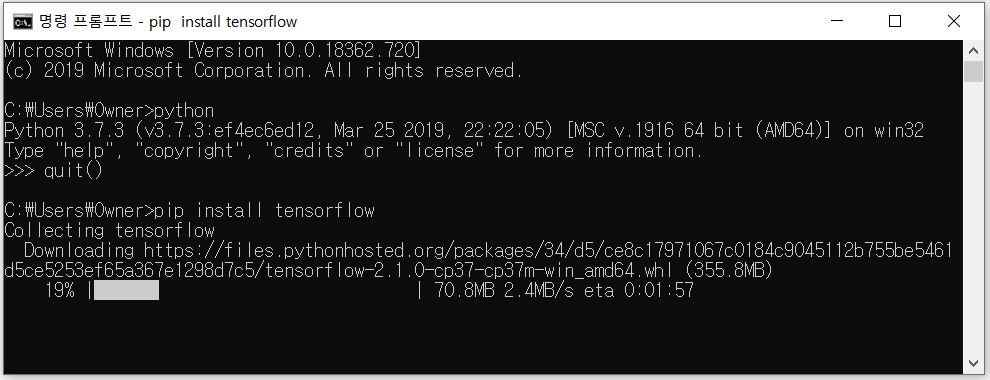 명령 프롬프트 - pip install tensorflow
Microsoft Windows [Version 10.0.18362.720]
(c) 2019 Microsoft Corporation. All rights reserved.
C:₩Users₩Owner>python
Python 3.7.3 (v3.7.3:ef4ec6ed12, Mar 25 2019, 22:22:05) [MSC v.1916 64 bit (AMD64)] on win32
Type "help", "copyright", "credits" or "license" for more information.
>>> quit()
C:₩Users₩Owner>pip install tensorflow
Collecting tensorflow
  Downloading https://files.pythonhosted.org/packages/34/d5/ce8c17971067c0184c9045112b755be5461
d5ce5253ef65a367e1298d7c5/tensorflow-2.1.0-cp37-cp37m-win_amd64.whl (355.8MB)
    19% |██████ | 70.8MB 2.4MB/s eta 0:01:57